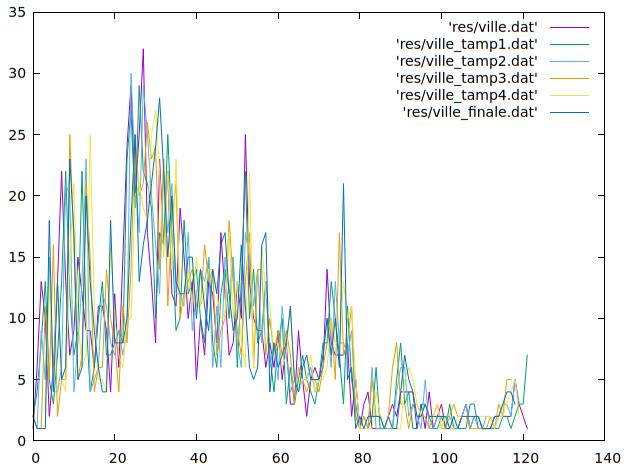 35
30
25
20
15
10
5
0
0 20 40 60 80 100 120 140
'res/ville.dat'
'res/ville_tamp1.dat'
'res/ville_tamp2.dat'
'res/ville_tamp3.dat'
'res/ville_tamp4.dat'
'res/ville_finale.dat'